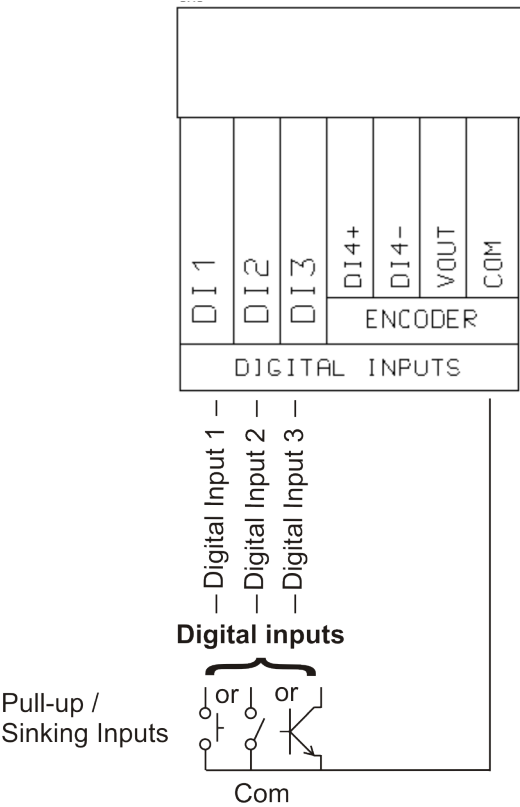 DI1
DI2
DI3
DI4+
DI4-
VOUT
COM
ENCODER
DIGITAL INPUTS
Digital Input 1
Digital Input 2
Digital Input 3
Digital inputs
or or
Pull-up /
Sinking Inputs
Com